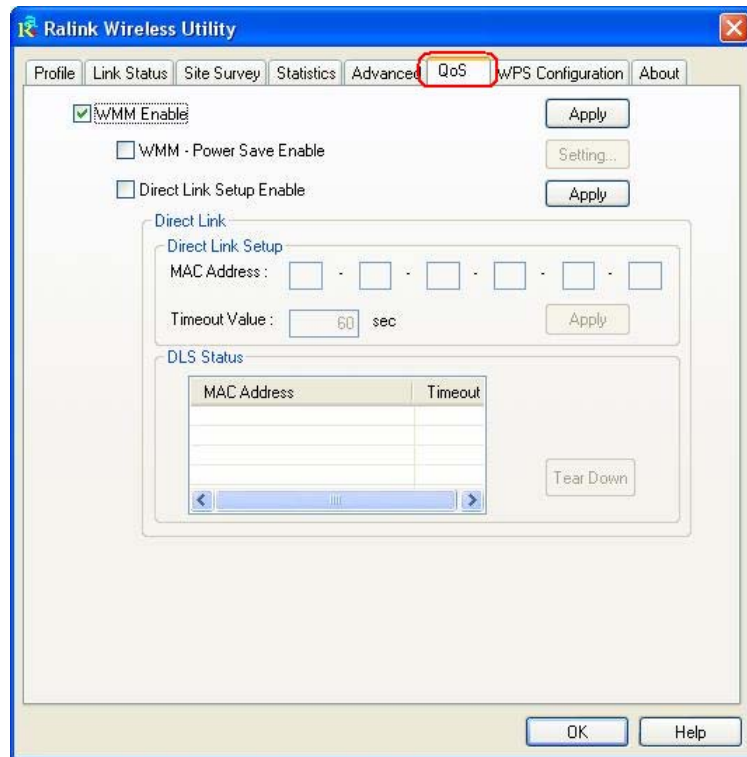 Ralink Wireless Utility
Profile Link Status Site Survey Statistics Advanced QoS WPS Configuration About
WMM Enable Apply
WMM - Power Save Enable Setting...
Direct Link Setup Enable Apply
Direct Link
Direct Link Setup
MAC Address : - - - - -
Timeout Value : 60 sec Apply
DLS Status
MAC Address Timeout
Tear Down
OK Help